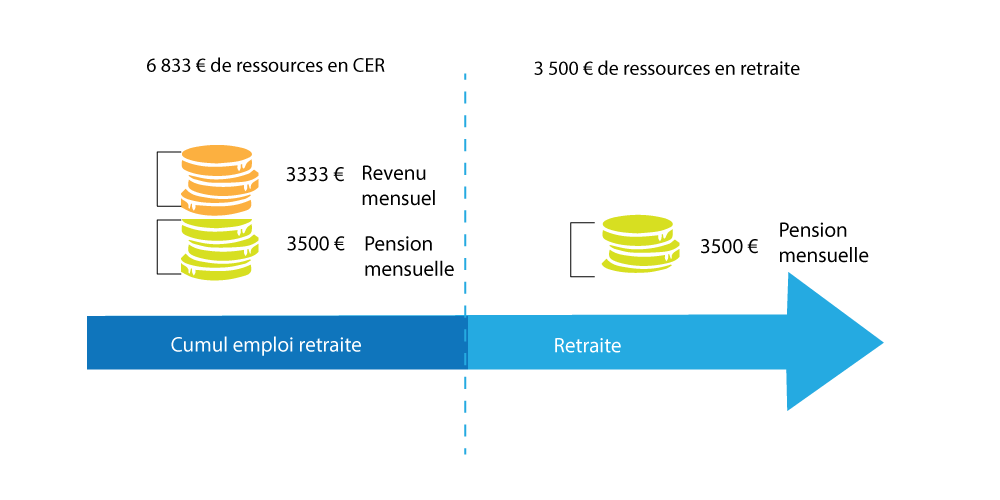 6 833 € de ressources en CER
3 500 € de ressources en retraite
3333 € Revenu
mensuel
3500 € Pension
mensuelle
3500 € Pension
mensuelle
Cumul emploi retraite
Retraite